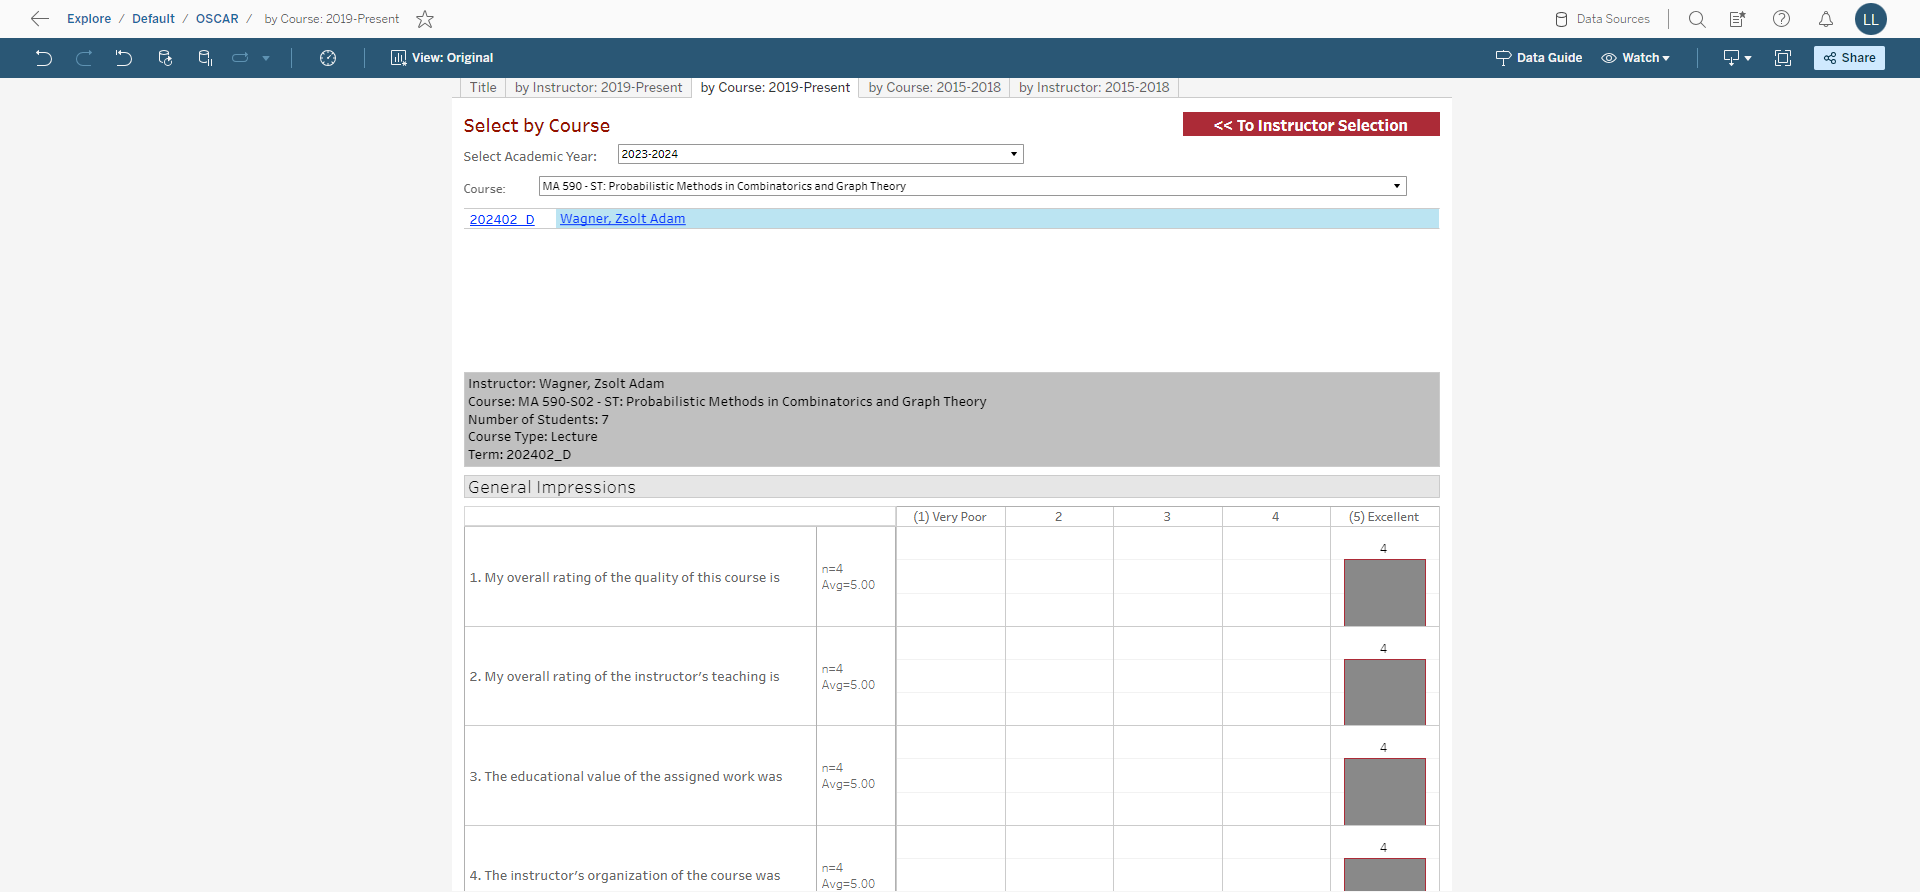 Explore / Default / OSCAR / by Course: 2019-Present
Data Sources
LL
View: Original
Data Guide
Watch
Share
Title
by Instructor: 2019-Present
by Course: 2019-Present
by Course: 2015-2018
by Instructor: 2015-2018
Select by Course
<< To Instructor Selection
Select Academic Year:
2023-2024
Course:
MA 590 - ST: Probabilistic Methods in Combinatorics and Graph Theory
202402_D
Wagner, Zsolt Adam
Instructor: Wagner, Zsolt Adam
Course: MA 590-S02 - ST: Probabilistic Methods in Combinatorics and Graph Theory
Number of Students: 7
Course Type: Lecture
Term: 202402_D
General Impressions
(1) Very Poor
2
3
4
(5) Excellent
1. My overall rating of the quality of this course is
n=4
Avg=5.00
4
2. My overall rating of the instructor's teaching is
n=4
Avg=5.00
4
3. The educational value of the assigned work was
n=4
Avg=5.00
4
4. The instructor's organization of the course was
n=4
Avg=5.00
4